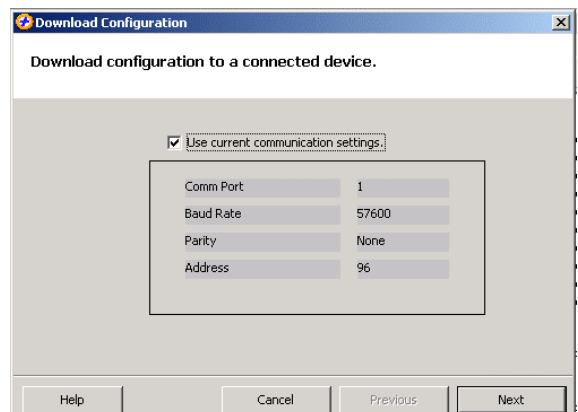 Download Configuration
Download configuration to a connected device.
Use current communication settings.
Comm Port 1
Baud Rate 57600
Parity None
Address 96
Help Cancel Previous Next